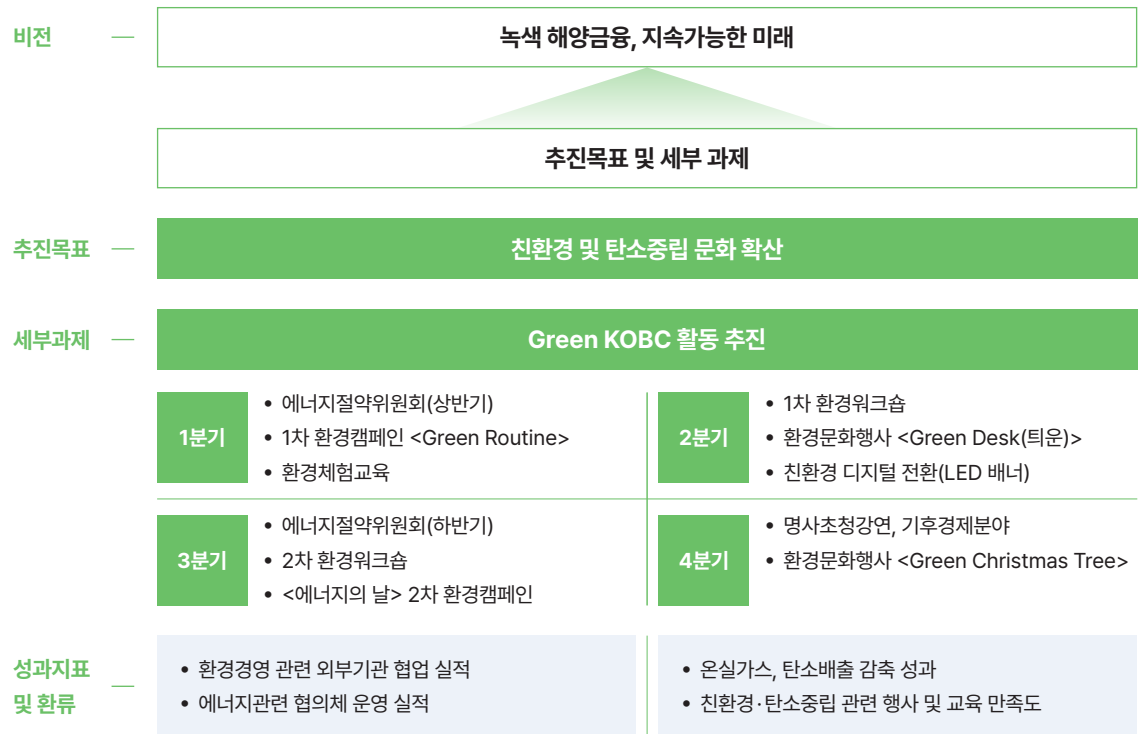 비전
녹색 해양금융, 지속가능한 미래
추진목표 및 세부 과제
추진목표
친환경 및 탄소중립 문화 확산
세부과제
Green KOBC 활동 추진
1분기
• 에너지절약위원회(상반기)
• 1차 환경캠페인 <Green Routine>
• 환경체험교육
2분기
• 1차 환경워크숍
• 환경문화행사 <Green Desk(틔운)>
• 친환경 디지털 전환(LED 배너)
3분기
• 에너지절약위원회(하반기)
• 2차 환경워크숍
• <에너지의 날> 2차 환경캠페인
4분기
• 명사초청강연, 기후경제분야
• 환경문화행사 <Green Christmas Tree>
성과지표
및 환류
• 환경경영 관련 외부기관 협업 실적
• 에너지관련 협의체 운영 실적
• 온실가스, 탄소배출 감축 성과
• 친환경·탄소중립 관련 행사 및 교육 만족도